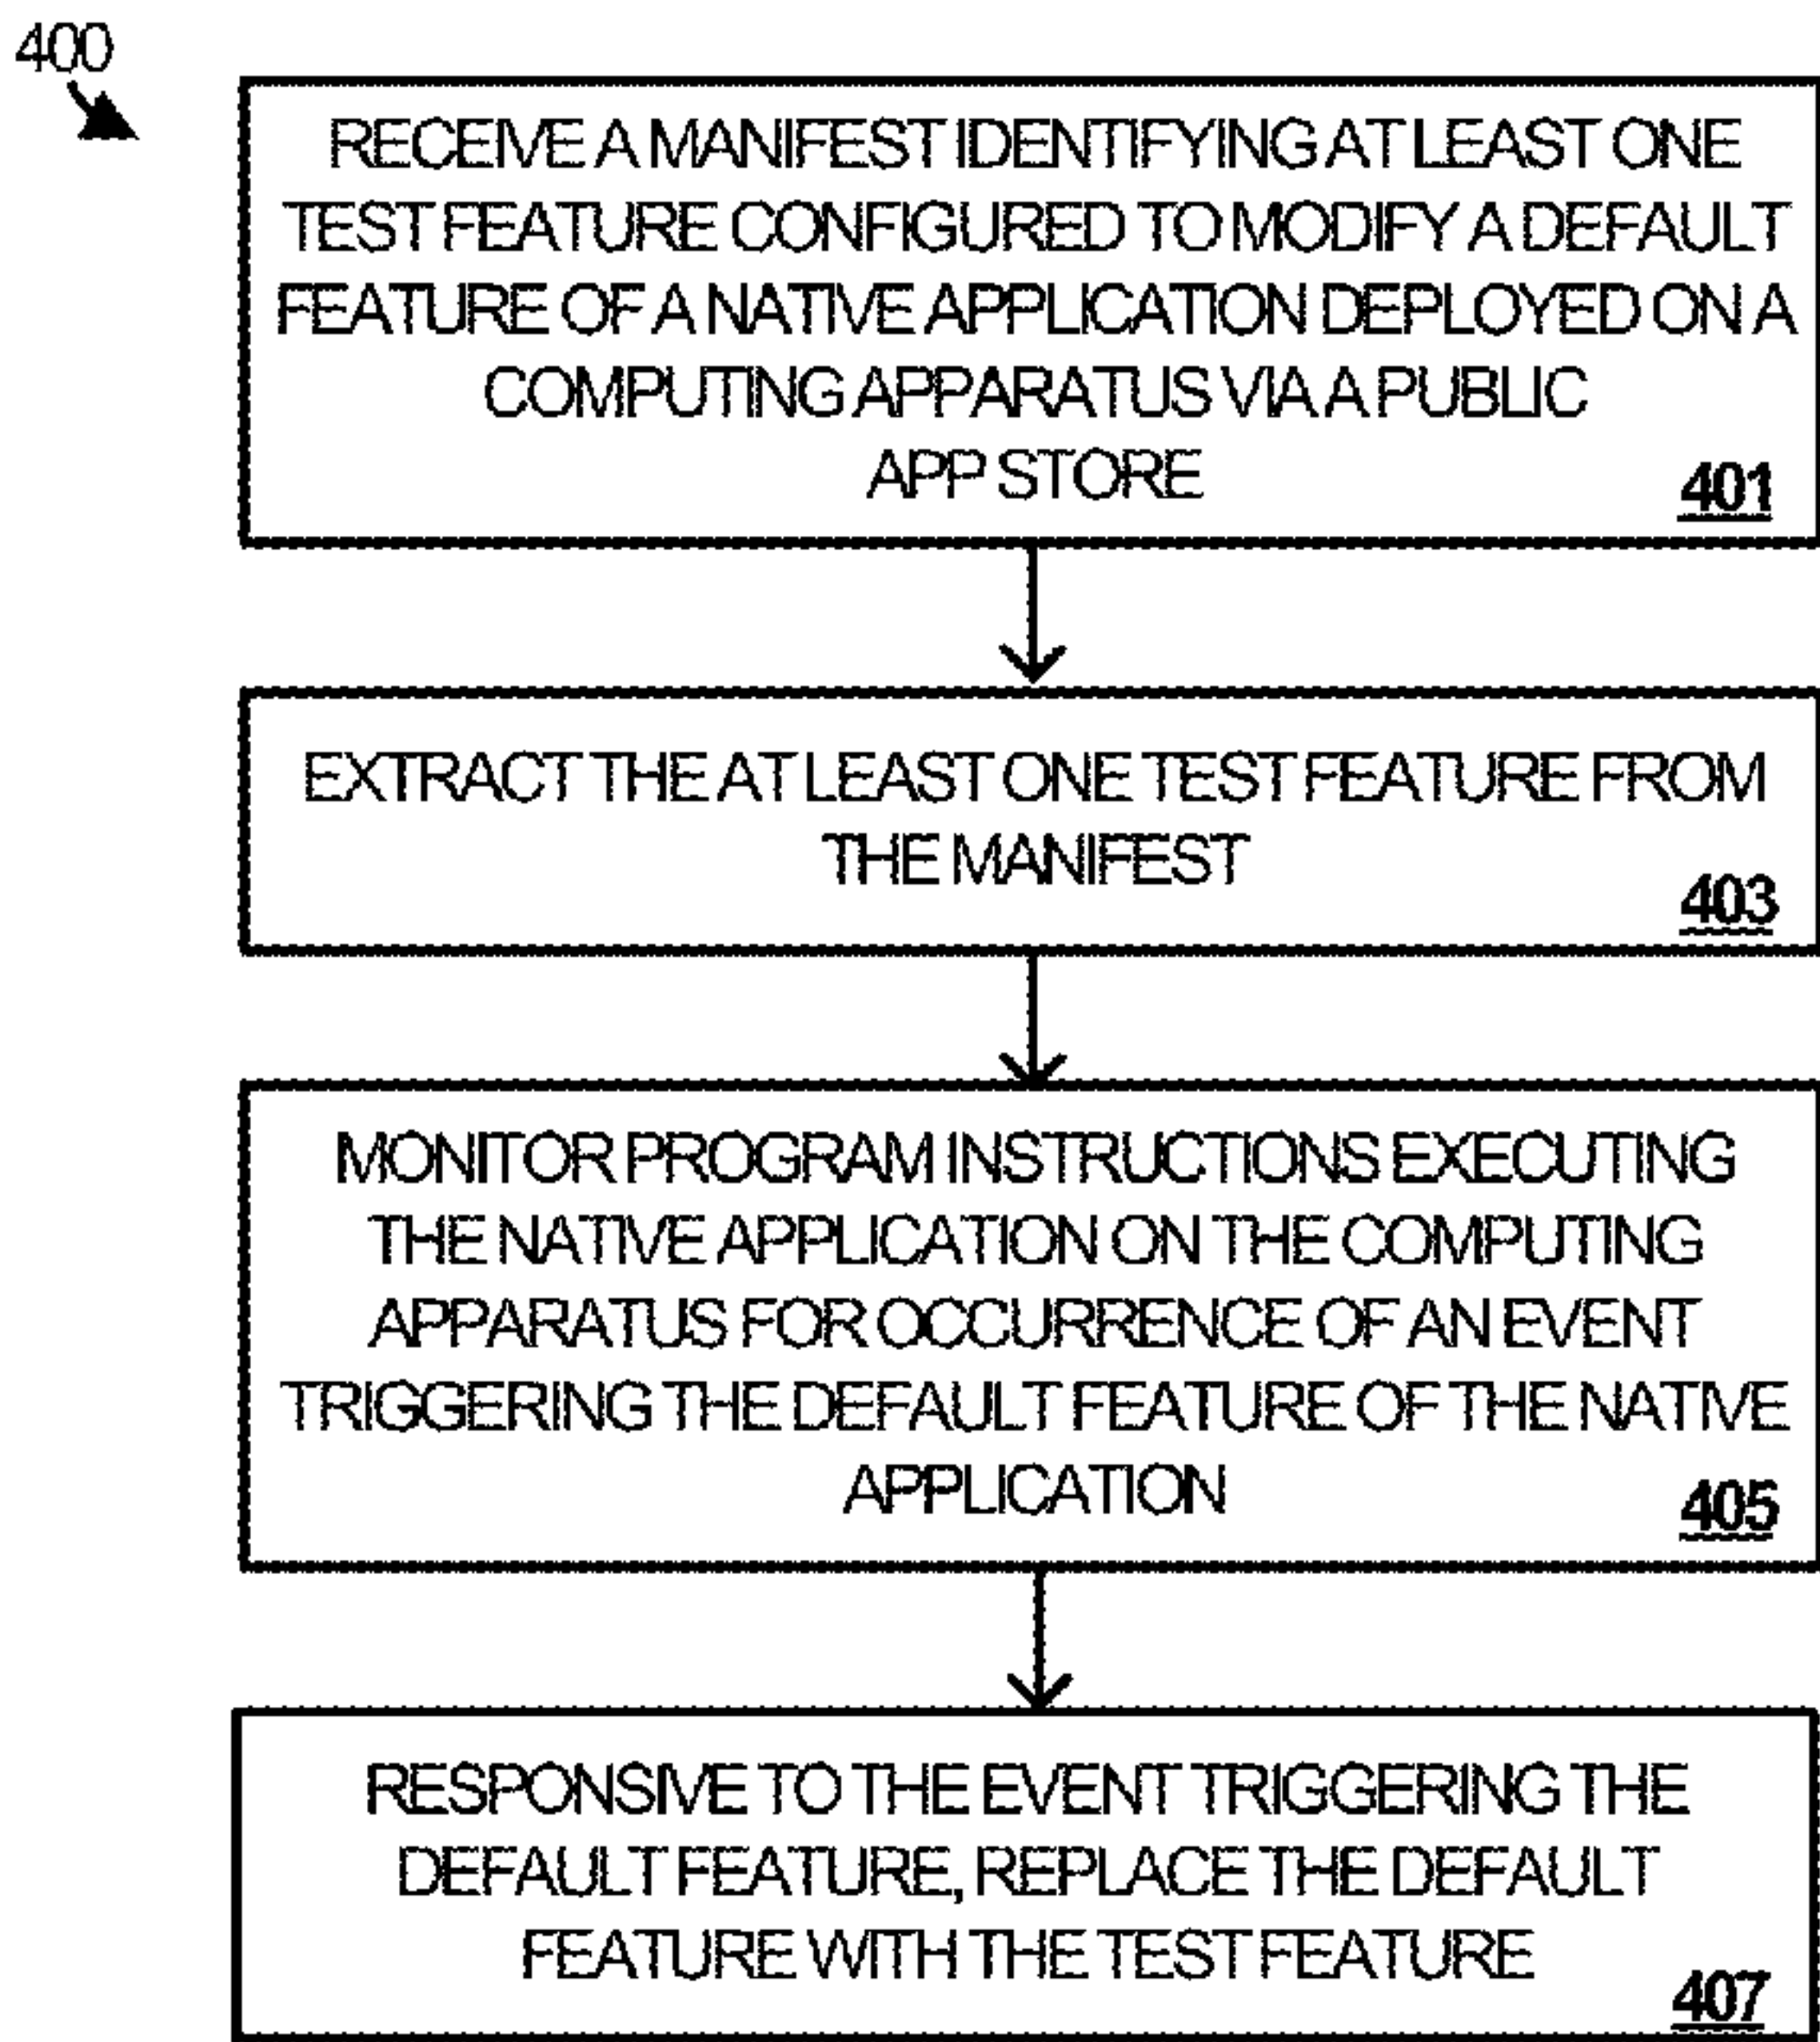 400
RECEIVE A MANIFEST IDENTIFYING AT LEAST ONE
TEST FEATURE CONFIGURED TO MODIFY A DEFAULT
FEATURE OF A NATIVE APPLICATION DEPLOYED ON A
COMPUTING APPARATUS VIA A PUBLIC
APP STORE
401
EXTRACT THE AT LEAST ONE TEST FEATURE FROM
THE MANIFEST
403
MONITOR PROGRAM INSTRUCTIONS EXECUTING
THE NATIVE APPLICATION ON THE COMPUTING
APPARATUS FOR OCCURRENCE OF AN EVENT
TRIGGERING THE DEFAULT FEATURE OF THE NATIVE
APPLICATION
405
RESPONSIVE TO THE EVENT TRIGGERING THE
DEFAULT FEATURE, REPLACE THE DEFAULT
FEATURE WITH THE TEST FEATURE
407